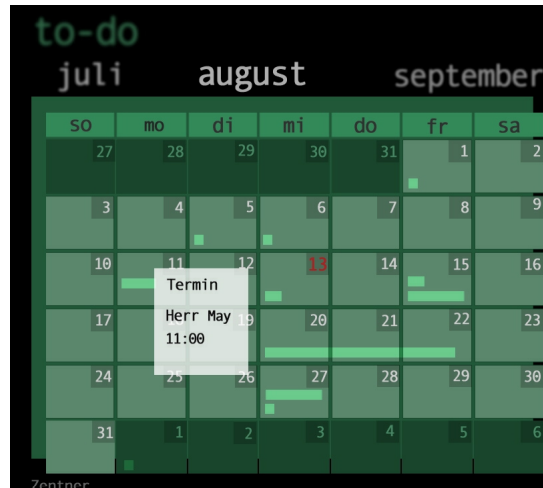 to-do
juli august september
so mo di mi do fr sa
27 28 29 30 31 1 2
3 4 5 6 7 8 9
10 11 12 13 14 15 16
Termin
Herr May
11:00
17 19 20 21 22 23
24 25 26 27 28 29 30
31 1 2 3 4 5 6
Zentner